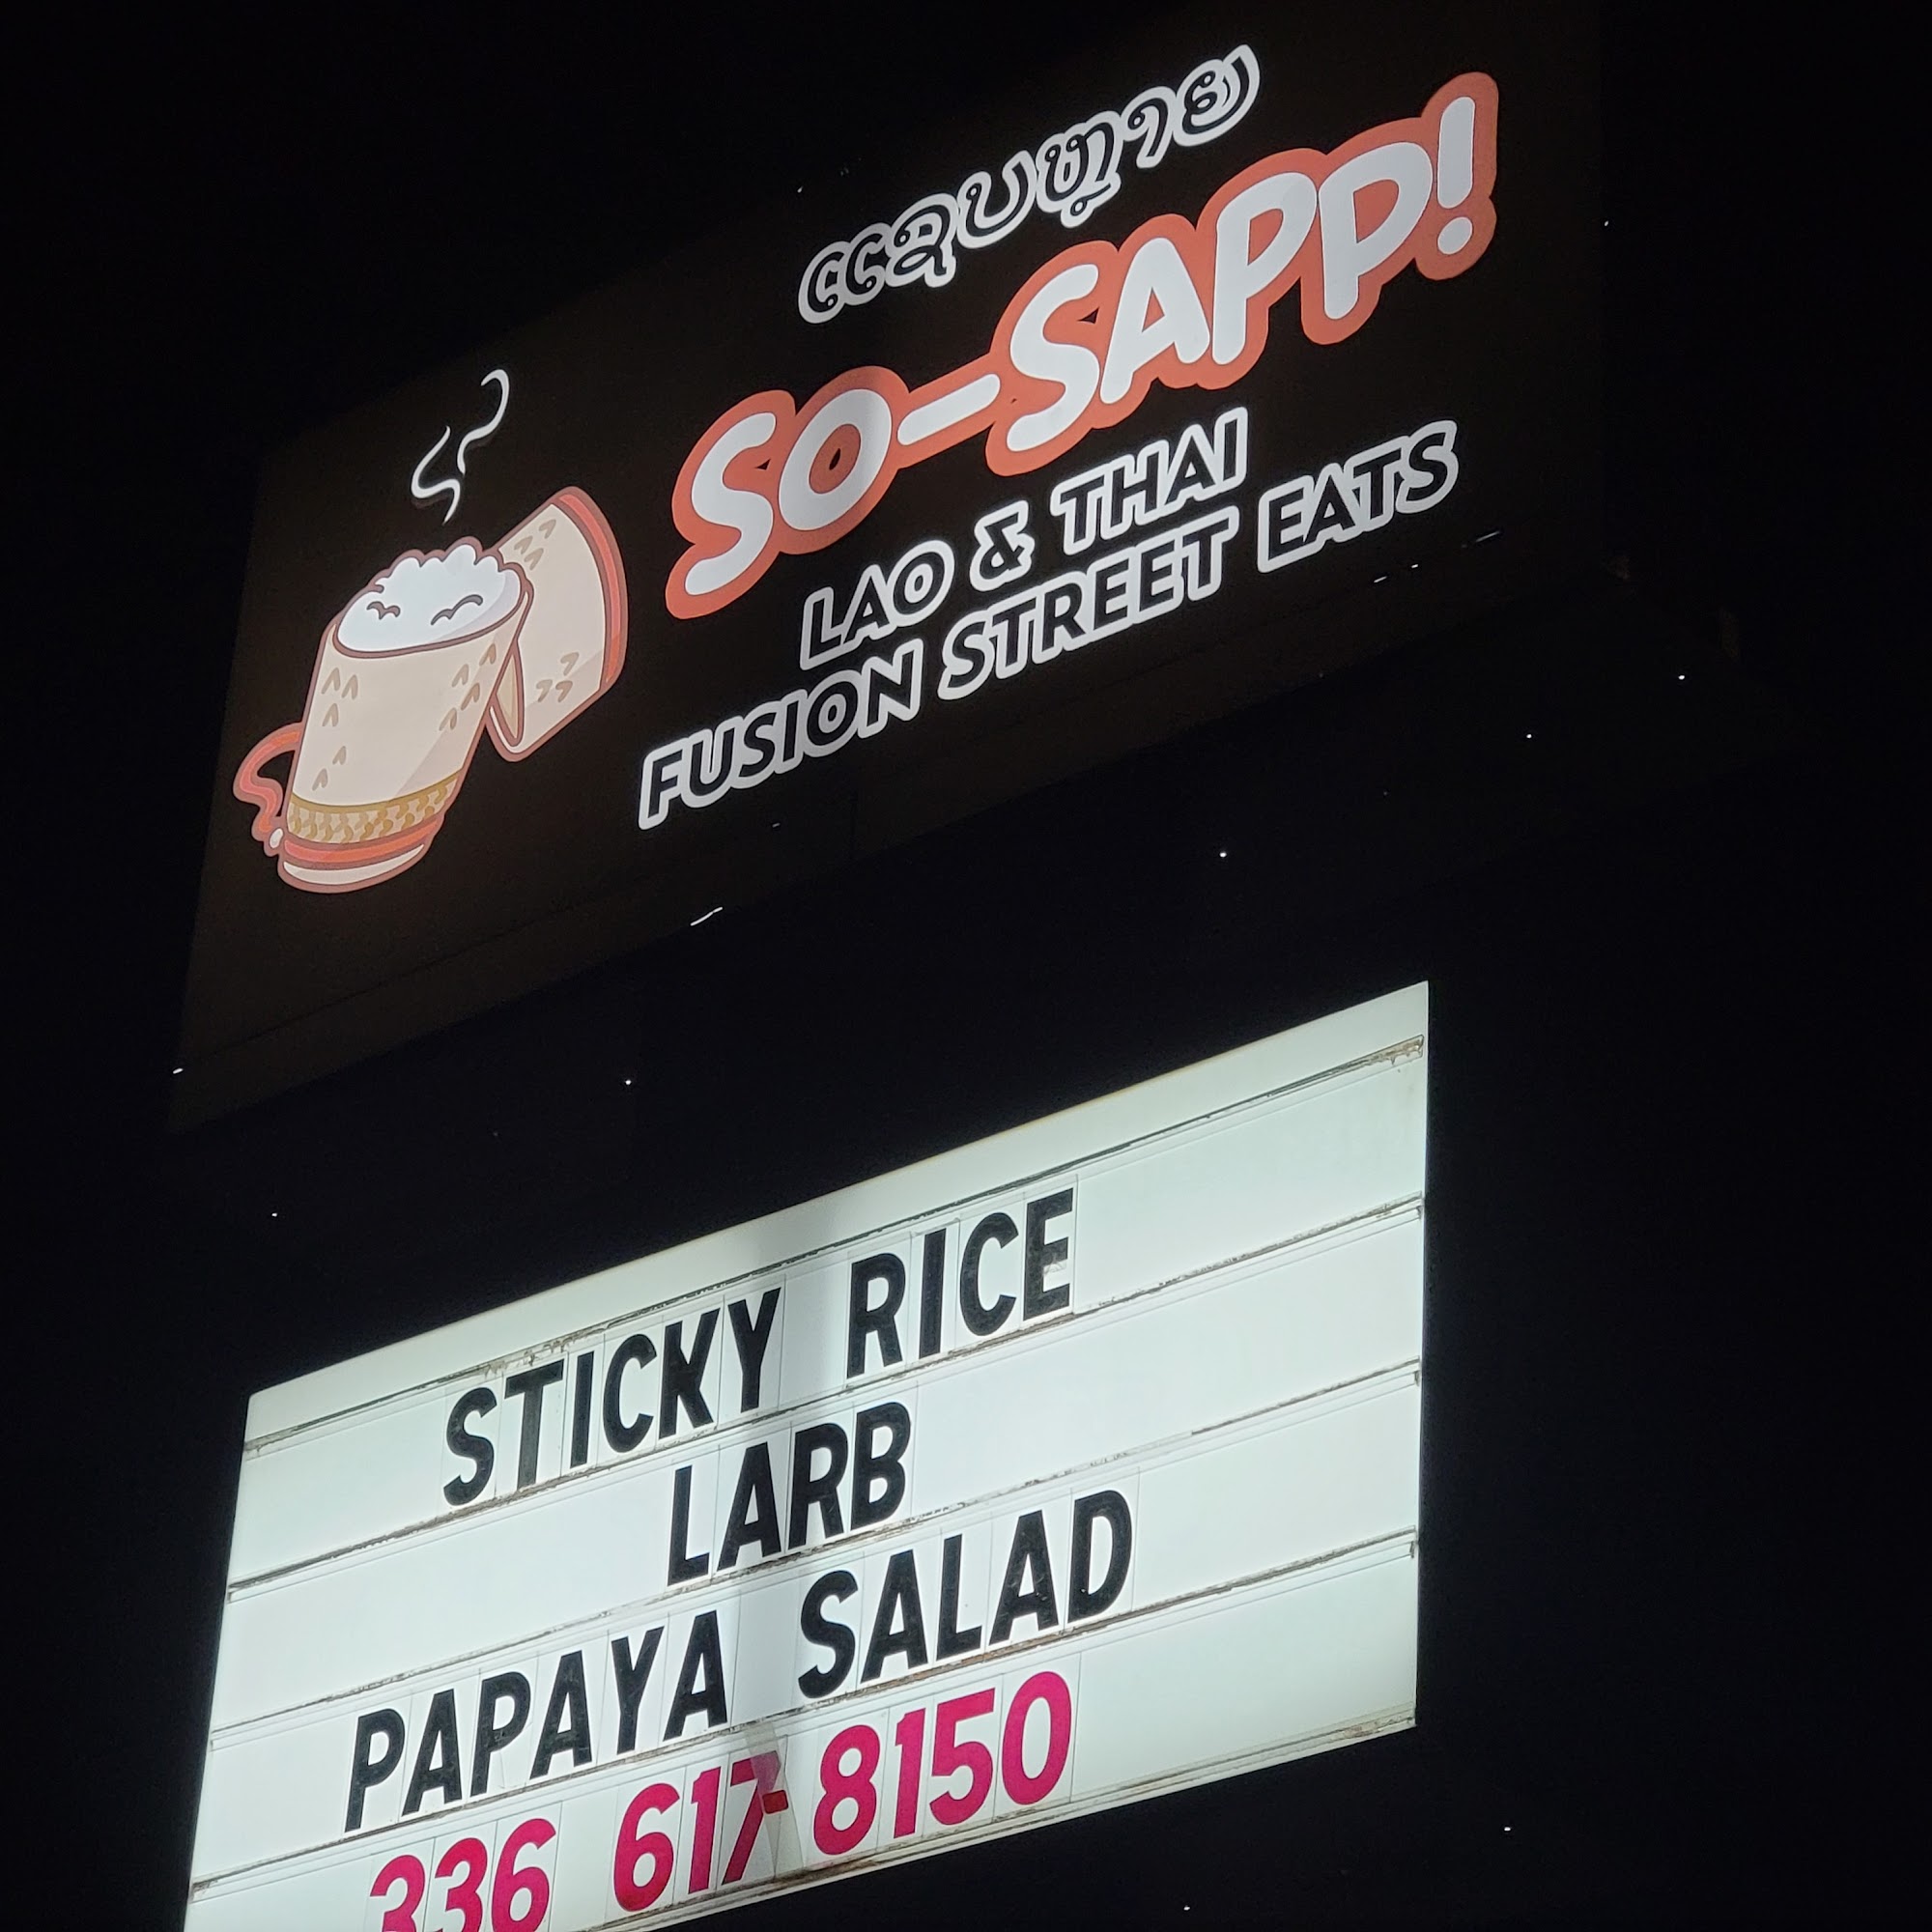 ແຊບຫຼາຍ
SO-SAPP!
LAO & THAI
FUSION STREET EATS
STICKY RICE
LARB
PAPAYA SALAD
336 617-8150